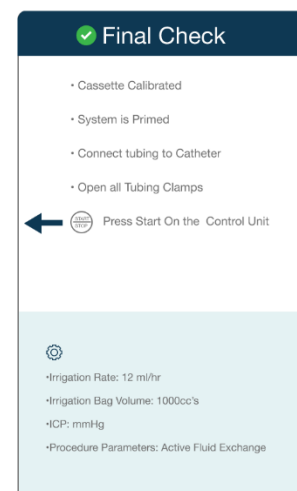 Final Check
• Cassette Calibrated
• System is Primed
• Connect tubing to Catheter
• Open all Tubing Clamps
START
STOP
Press Start On the Control Unit
•Irrigation Rate: 12 ml/hr
•Irrigation Bag Volume: 1000cc's
•ICP: mmHg
•Procedure Parameters: Active Fluid Exchange